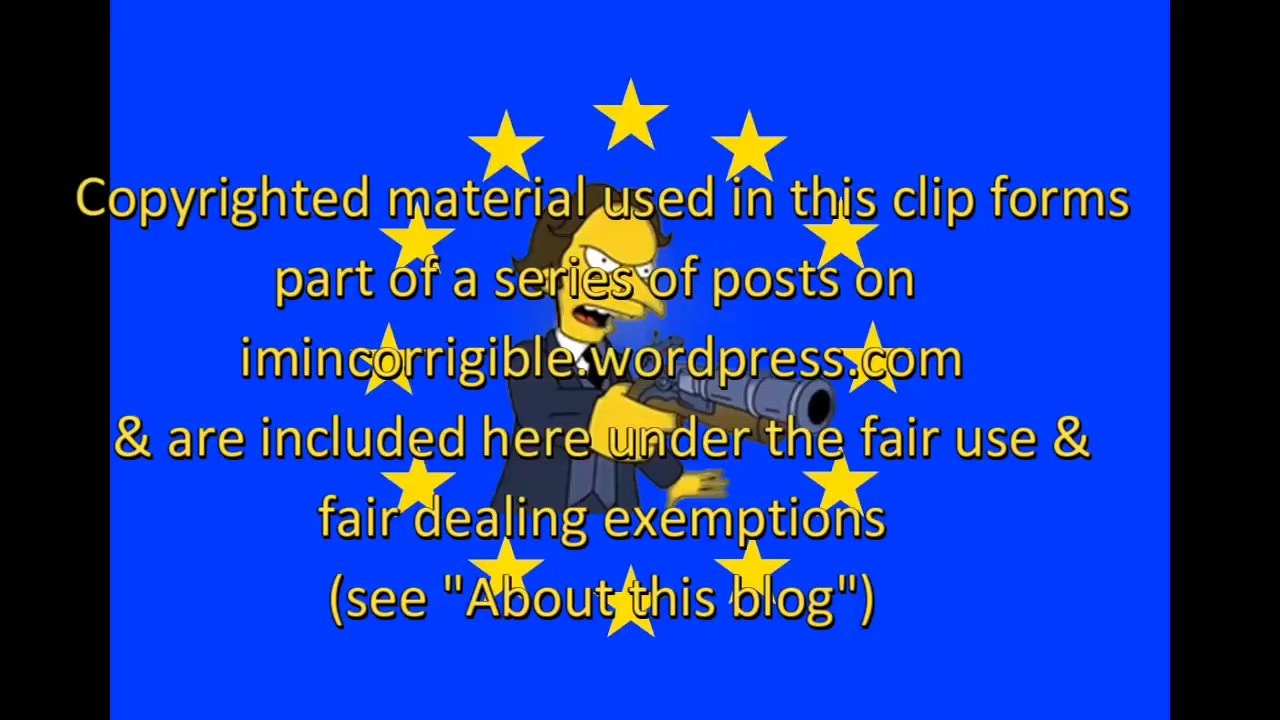 Copyrighted material used in this clip forms
part of a series of posts on
imincorrigible.wordpress.com
& are included here under the fair use &
fair dealing exemptions
(see "About this blog")